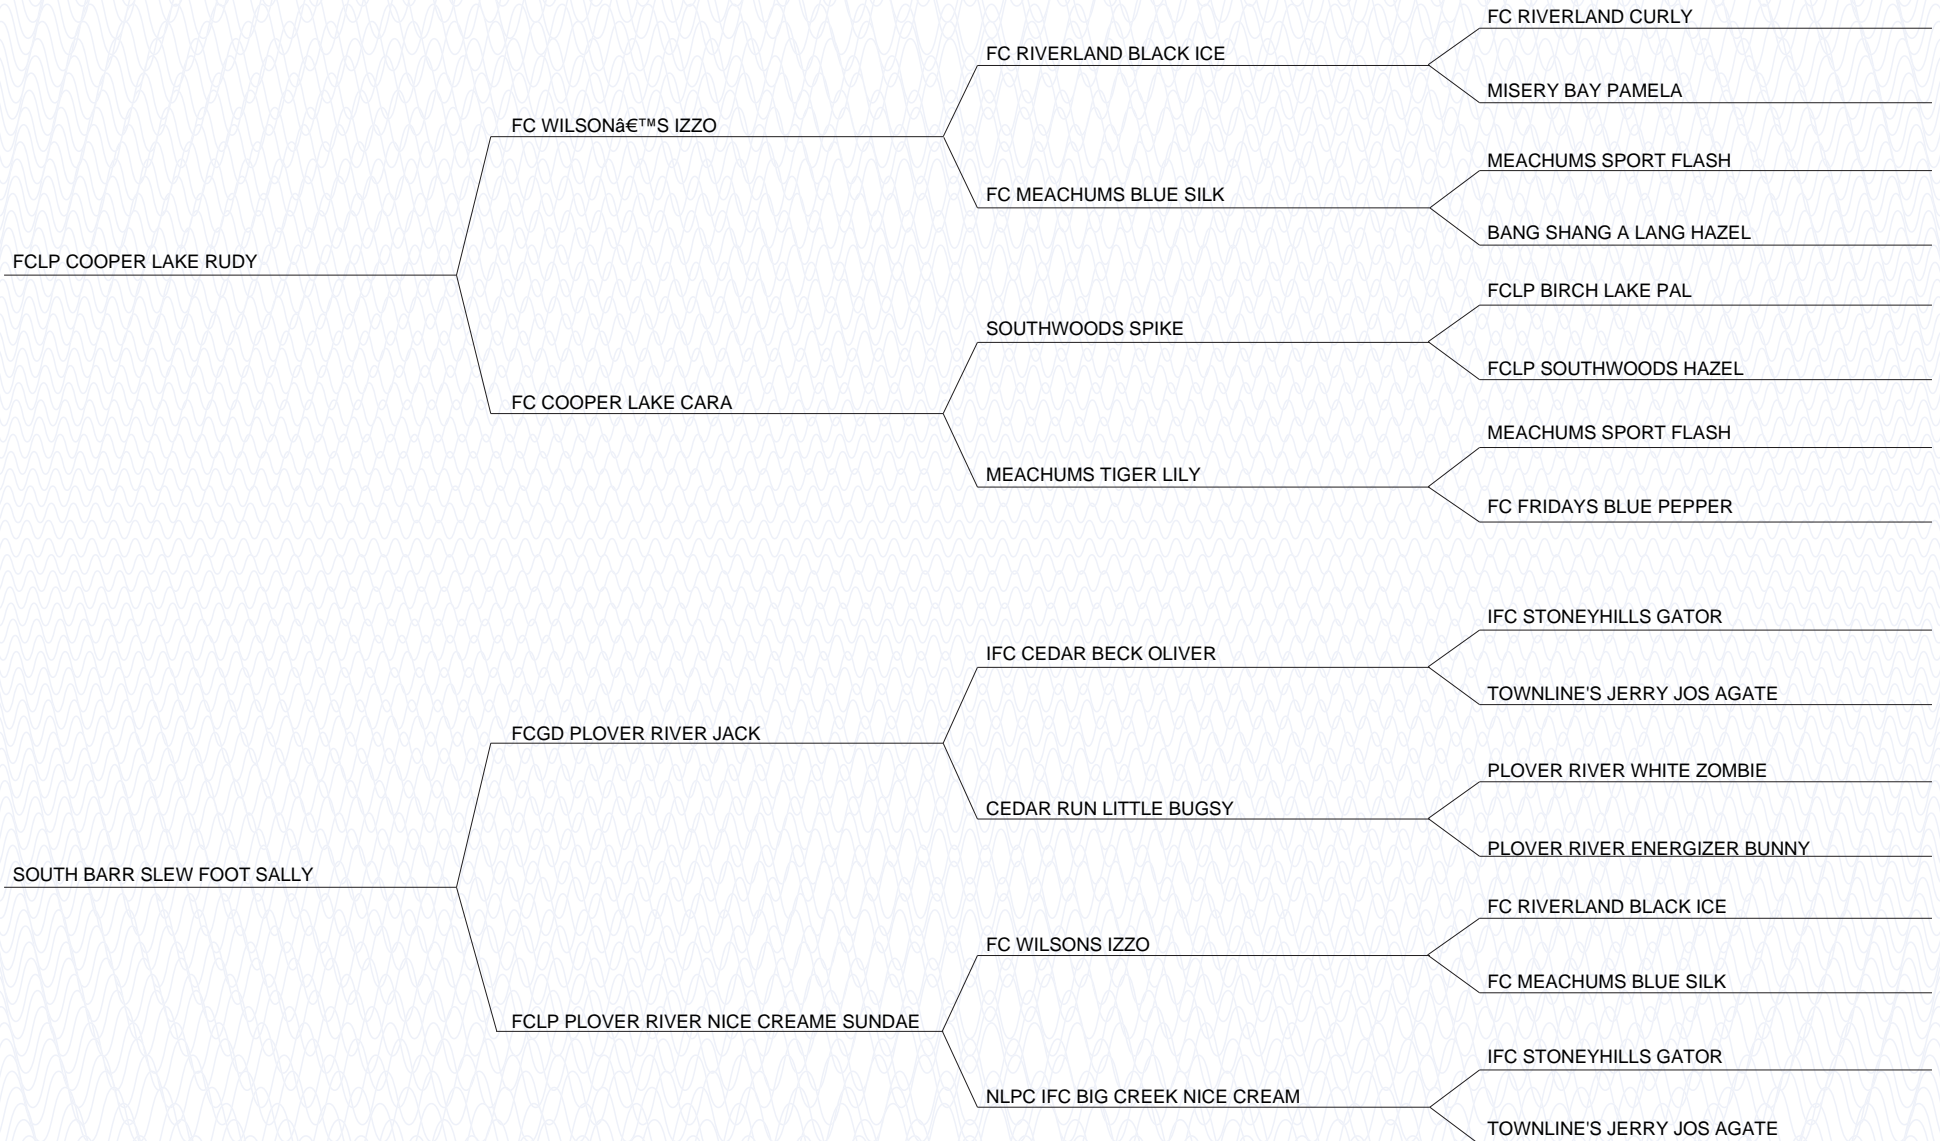 FC RIVERLAND CURLY
FC RIVERLAND BLACK ICE
MISERY BAY PAMELA
FC WILSONâ€™S IZZO
MEACHUMS SPORT FLASH
FC MEACHUMS BLUE SILK
BANG SHANG A LANG HAZEL
FCLP COOPER LAKE RUDY
FCLP BIRCH LAKE PAL
SOUTHWOODS SPIKE
FCLP SOUTHWOODS HAZEL
FC COOPER LAKE CARA
MEACHUMS SPORT FLASH
MEACHUMS TIGER LILY
FC FRIDAYS BLUE PEPPER
IFC STONEYHILLS GATOR
IFC CEDAR BECK OLIVER
TOWNLINE'S JERRY JOS AGATE
FCGD PLOVER RIVER JACK
PLOVER RIVER WHITE ZOMBIE
CEDAR RUN LITTLE BUGSY
PLOVER RIVER ENERGIZER BUNNY
SOUTH BARR SLEW FOOT SALLY
FC RIVERLAND BLACK ICE
FC WILSONS IZZO
FC MEACHUMS BLUE SILK
FCLP PLOVER RIVER NICE CREAME SUNDAE
IFC STONEYHILLS GATOR
NLPC IFC BIG CREEK NICE CREAM
TOWNLINE'S JERRY JOS AGATE